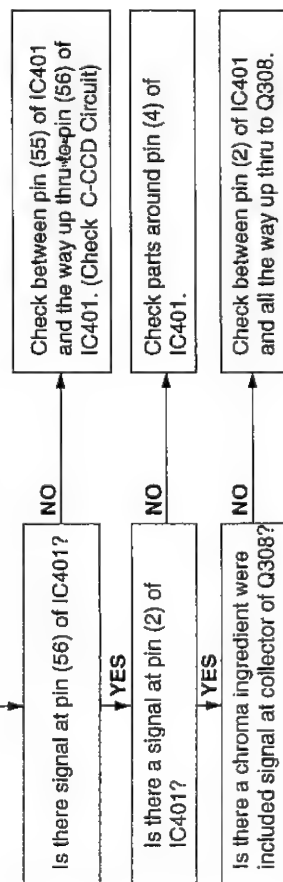 Is there signal at pin (56) of IC401?
NO
Check between pin (55) of IC401
and the way up thru to pin (56) of
IC401. (Check C-CCD Circuit)
YES
Is there a signal at pin (2) of
IC401?
NO
Check parts around pin (4) of
IC401.
YES
Is there a chroma ingredient were
included signal at collector of Q308?
NO
Check between pin (2) of IC401
and all the way up thru to Q308.